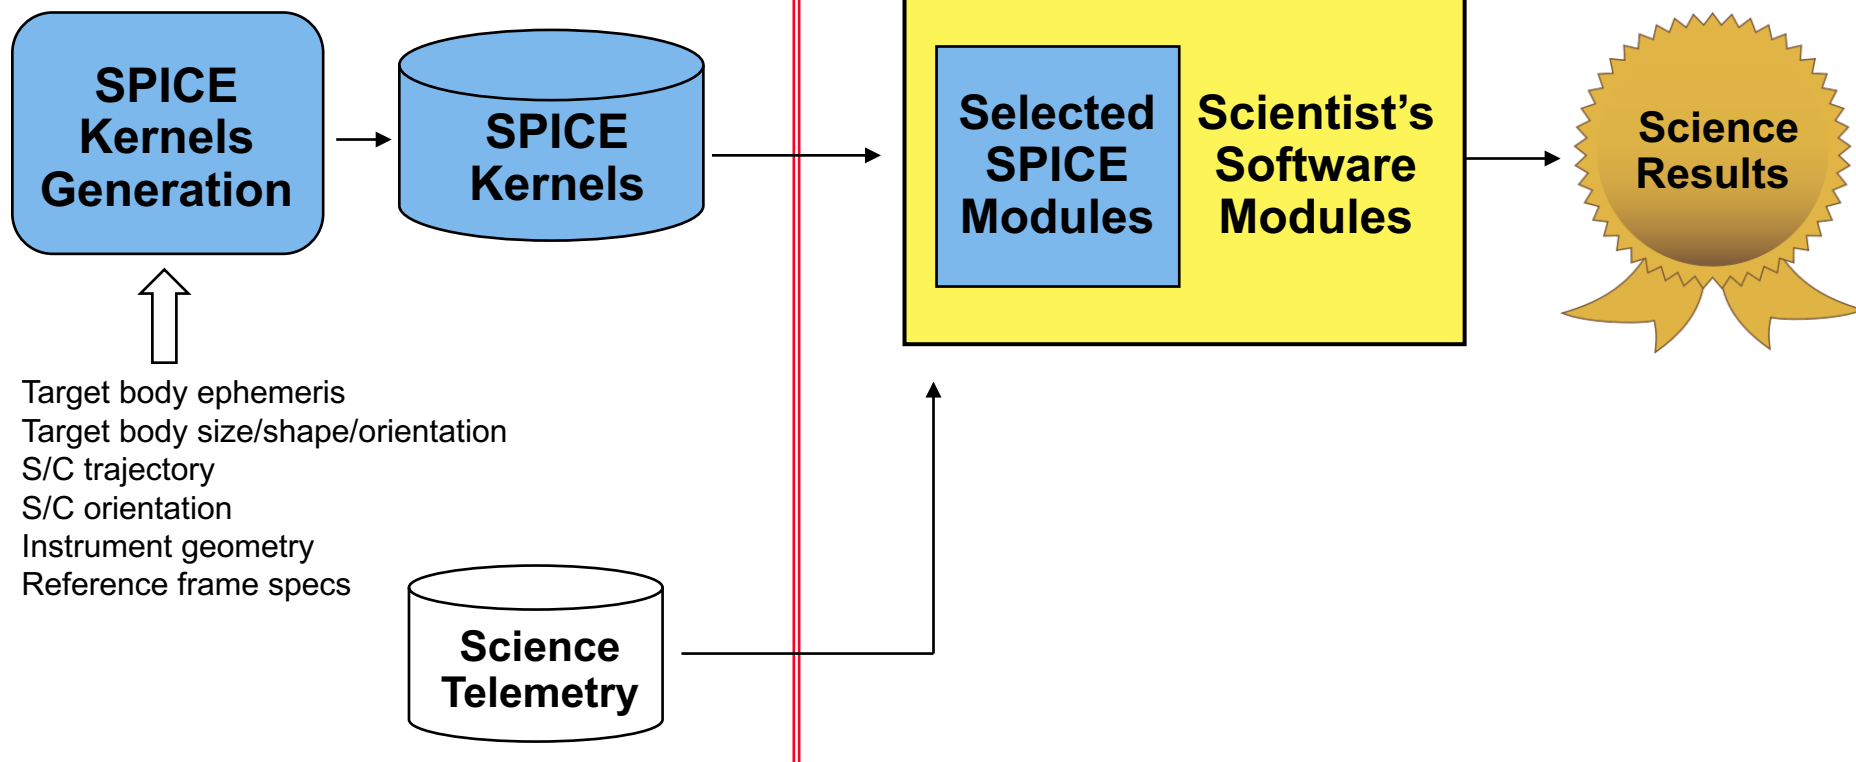 SPICE
Kernels
Generation
SPICE
Kernels
Selected
SPICE
Modules
Scientist’s
Software
Modules
Science
Results
Target body ephemeris
Target body size/shape/orientation
S/C trajectory
S/C orientation
Instrument geometry
Reference frame specs
Science
Telemetry